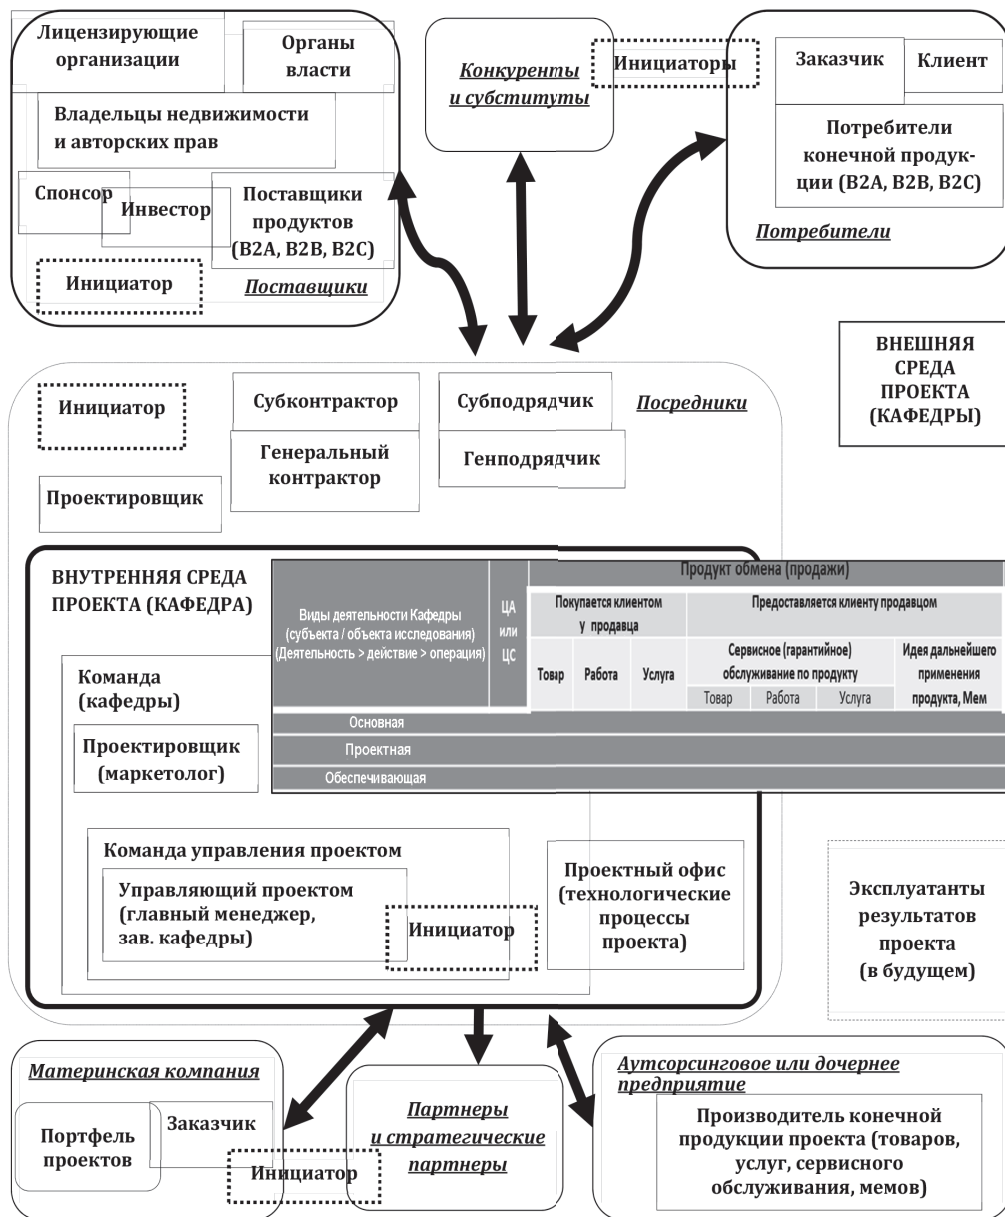 Лицензирующие
организации
Органы
власти
Владельцы недвижимости
и авторских прав
Спонсор
Инвестор
Поставщики
продуктов
(B2A, B2B, B2C)
Инициатор
Поставщики
Конкуренты
и субституты
Инициаторы
Заказчик
Клиент
Потребители
конечной продук-
ции (B2A, B2B, B2C)
Потребители
ВНЕШНЯЯ
СРЕДА
ПРОЕКТА
(КАФЕДРЫ)
Инициатор
Субконтрактор
Субподрядчик
Посредники
Генеральный
контрактор
Генподрядчик
Проектировщик
ВНУТРЕННЯЯ СРЕДА
ПРОЕКТА (КАФЕДРА)
Виды деятельности Кафедры
(субъекта / объекта исследования)
(Деятельность > действие > операция)
ЦА
или
ЦС
Продукт обмена (продажи)
Покупается клиентом
у продавца
Предоставляется клиенту продавцом
Товар
Работа
Услуга
Сервисное (гарантийное)
обслуживание по продукту
Товар
Работа
Услуга
Идея дальнейшего
применения
продукта, Мем
Основная
Проектная
Обеспечивающая
Команда
(кафедры)
Проектировщик
(маркетолог)
Команда управления проектом
Управляющий проектом
(главный менеджер,
зав. кафедры)
Инициатор
Проектный офис
(технологические
процессы
проекта)
Эксплуатанты
результатов
проекта
(в будущем)
Материнская компания
Портфель
проектов
Заказчик
Инициатор
Партнеры
и стратегические
партнеры
Аутсорсинговое или дочернее
предприятие
Производитель конечной
продукции проекта (товаров,
услуг, сервисного
обслуживания, мемов)